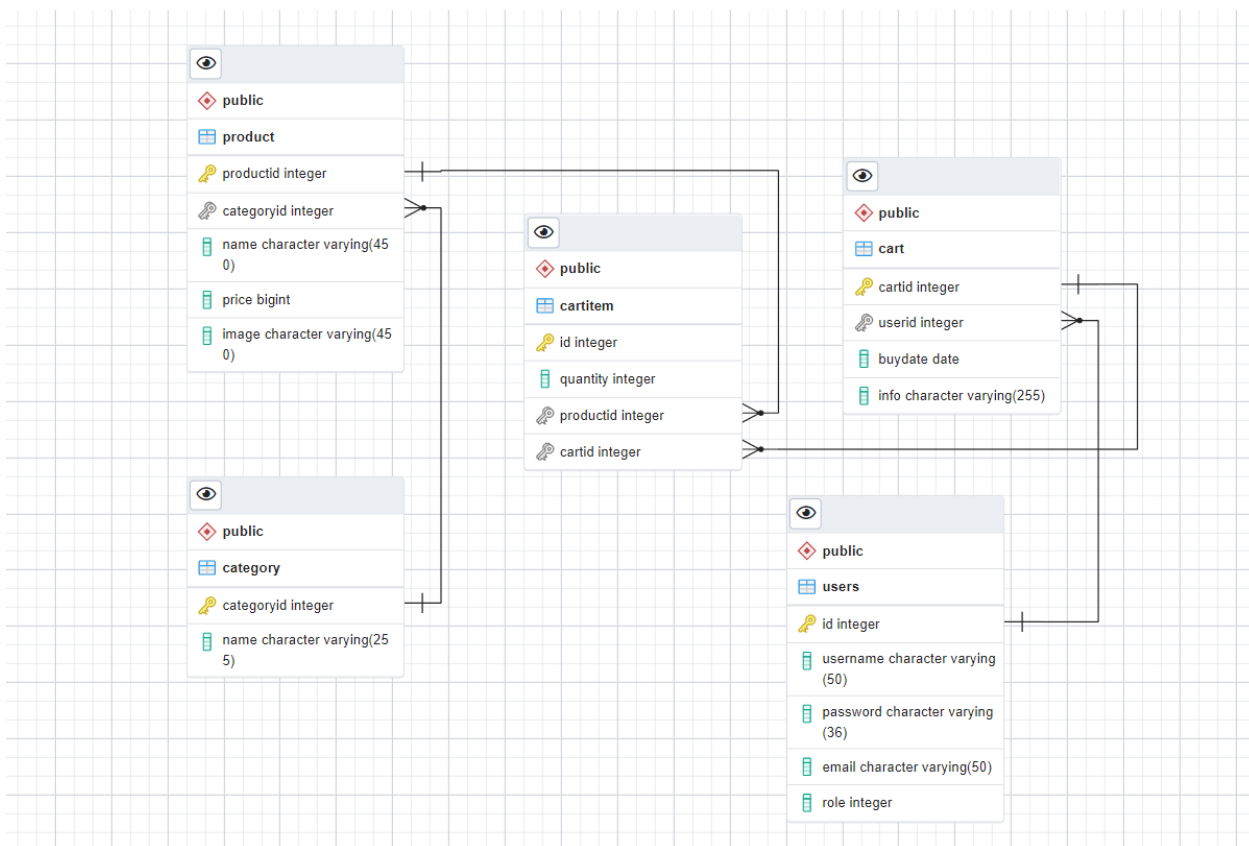 public
product
productid integer
categoryid integer
name character varying(45
0)
price bigint
image character varying(45
0)
public
cartitem
id integer
quantity integer
productid integer
cartid integer
public
cart
cartid integer
userid integer
buydate date
info character varying(255)
public
category
categoryid integer
name character varying(25
5)
public
users
id integer
username character varying
(50)
password character varying
(36)
email character varying(50)
role integer